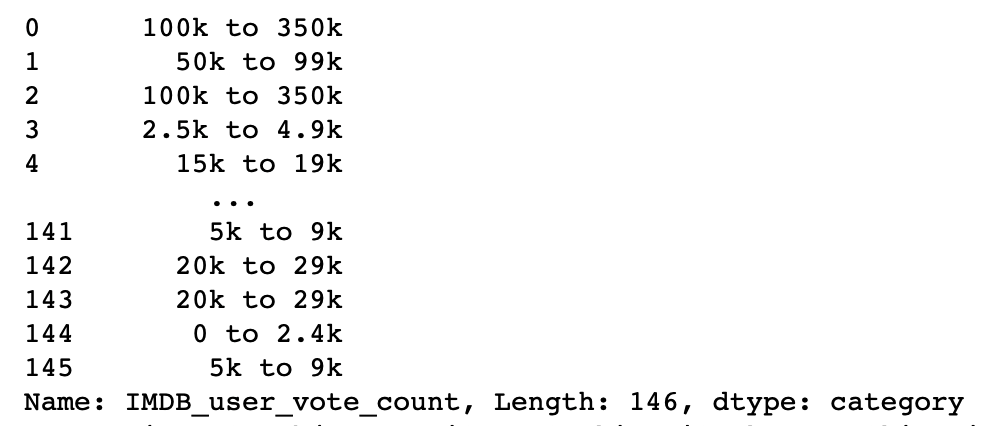 0      100k to 350k
1        50k to 99k
2      100k to 350k
3      2.5k to 4.9k
4        15k to 19k
...
141        5k to 9k
142      20k to 29k
143      20k to 29k
144       0 to 2.4k
145        5k to 9k
Name: IMDB_user_vote_count, Length: 146, dtype: category